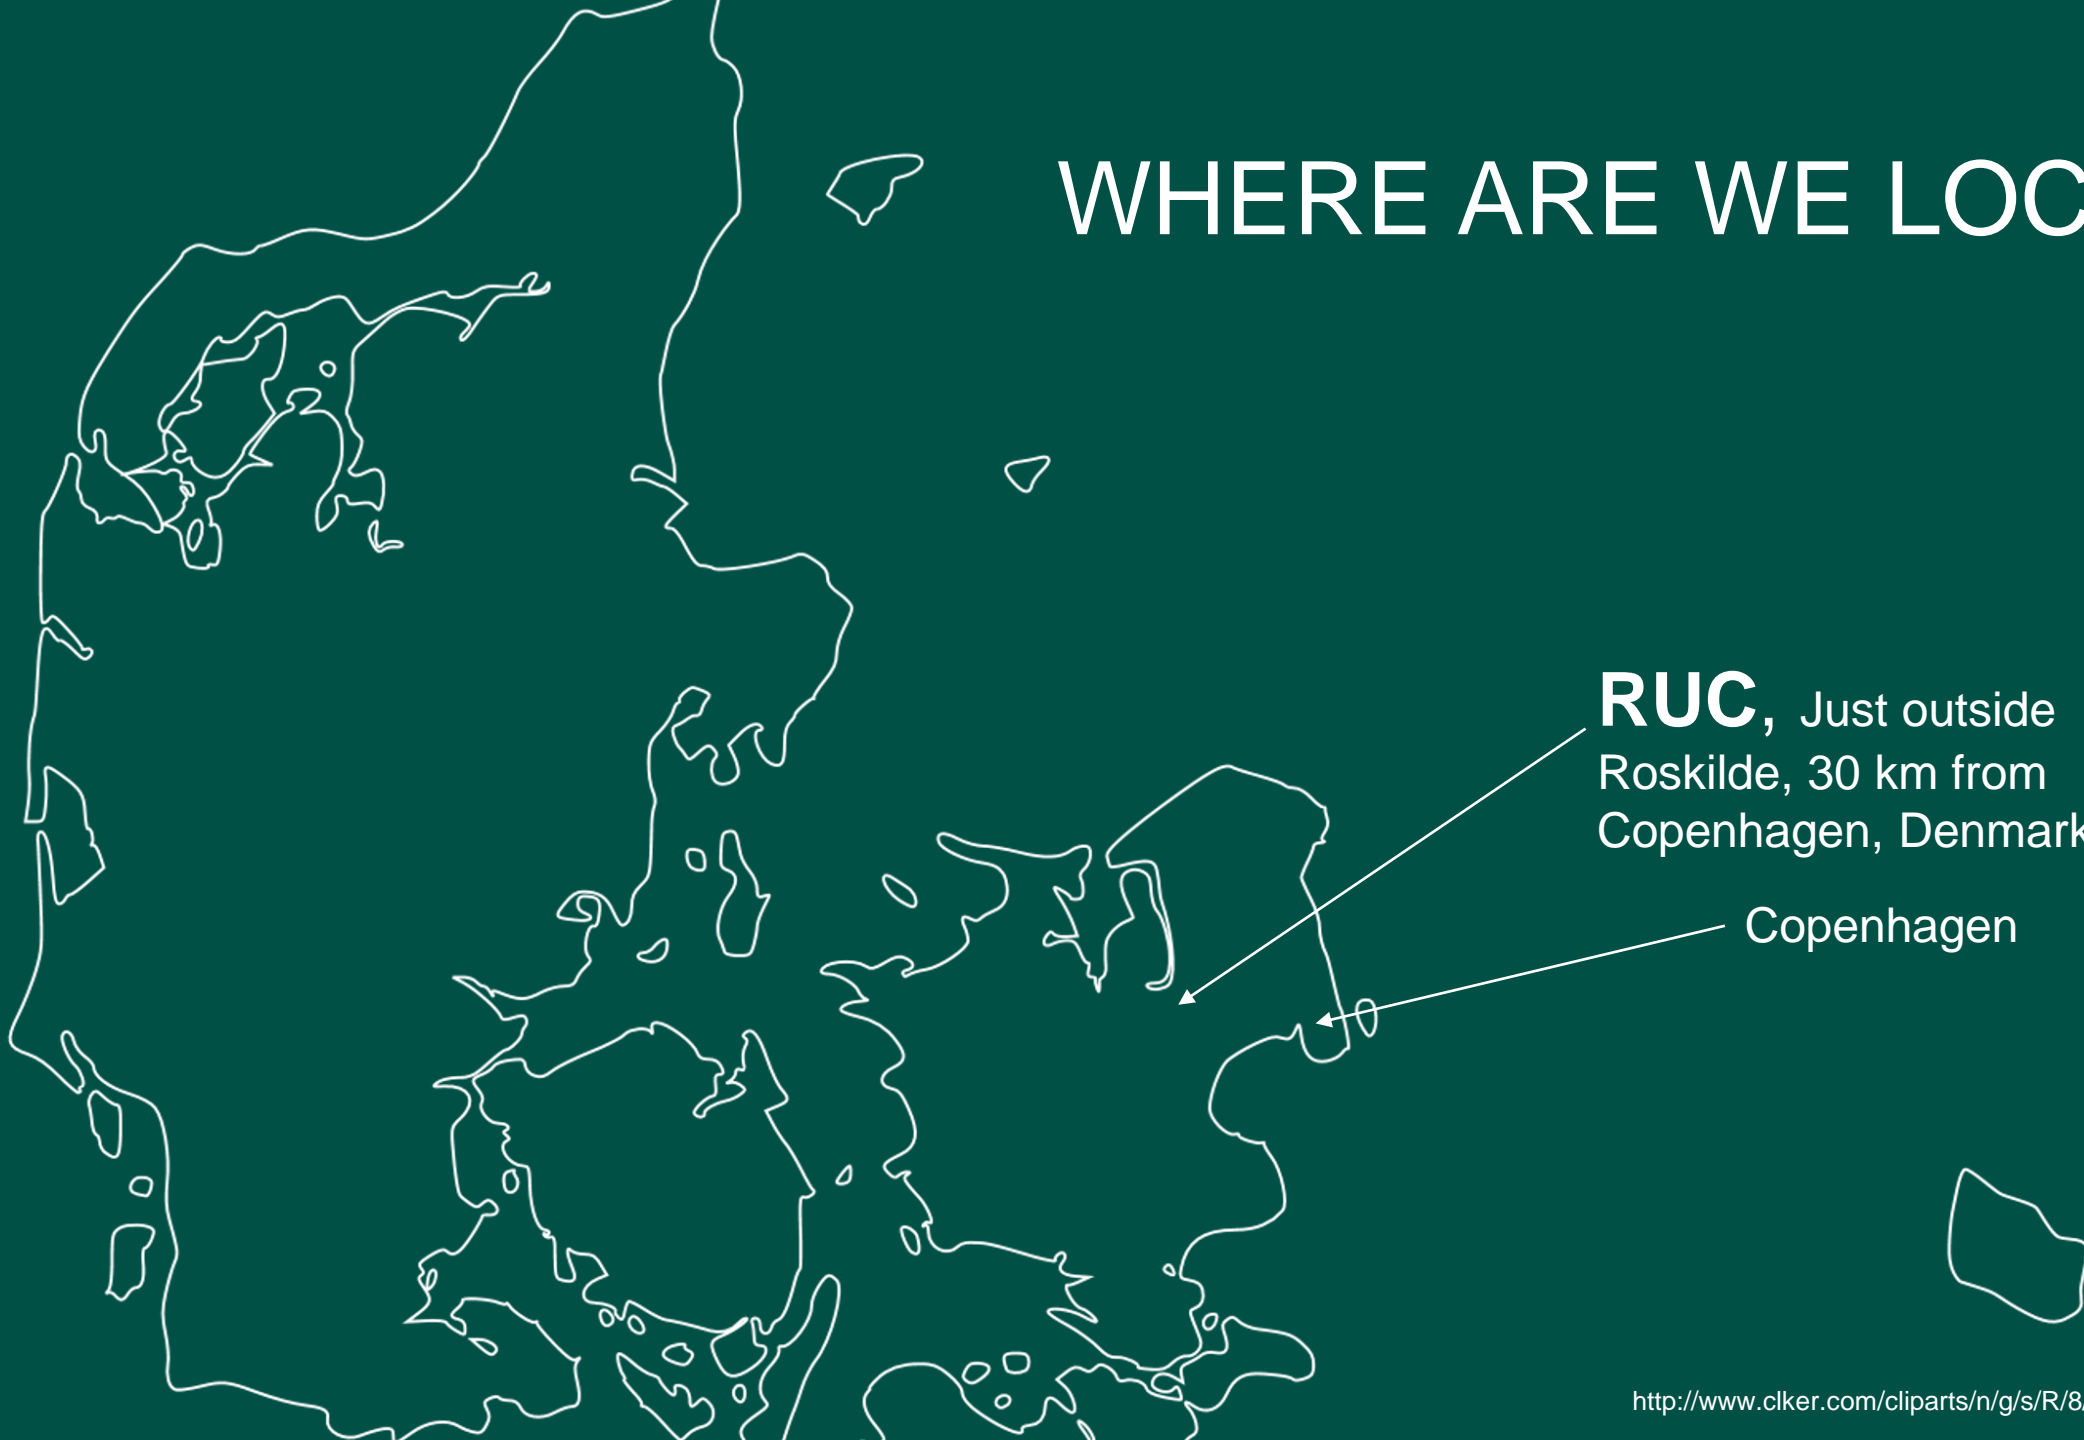 WHERE ARE WE LOC
RUC, Just outside
Roskilde, 30 km from
Copenhagen, Denmark
Copenhagen
http://www.clker.com/cliparts/n/g/s/R/8/